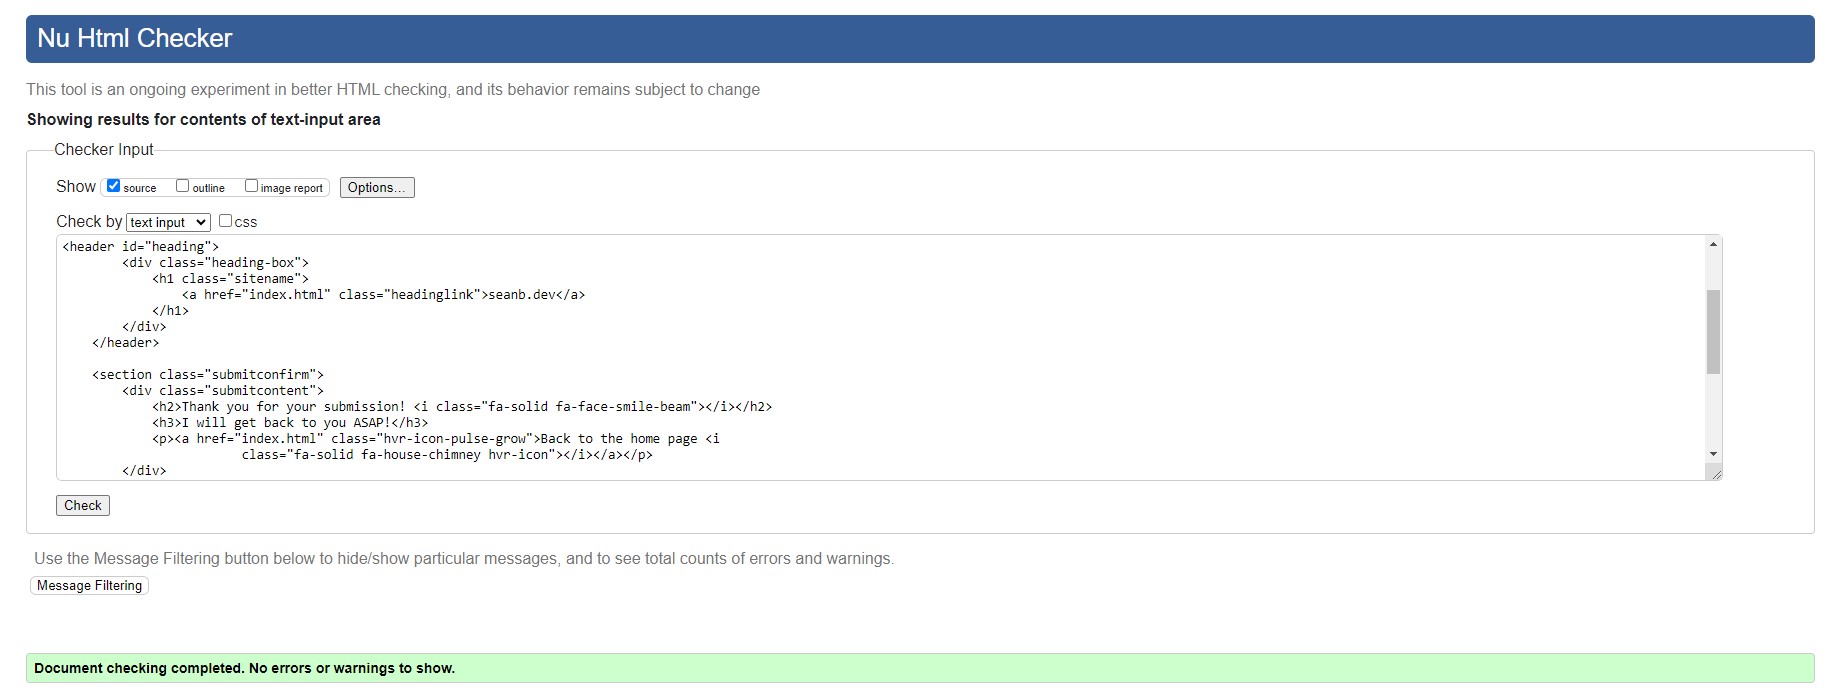 Nu Html Checker
This tool is an ongoing experiment in better HTML checking, and its behavior remains subject to change
Showing results for contents of text-input area
Checker Input
Show source outline image report Options...
Check by text input css
<header id="heading">
<div class="heading-box">
<h1 class="sitename">
<a href="index.html" class="headinglink">seanb.dev</a>
</h1>
</div>
</header>
<section class="submitconfirm">
<div class="submitcontent">
<h2>Thank you for your submission! <i class="fa-solid fa-face-smile-beam"></i></h2>
<h3>I will get back to you ASAP!</h3>
<p><a href="index.html" class="hvr-icon-pulse-grow">Back to the home page <i
class="fa-solid fa-house-chimney hvr-icon"></i></a></p>
</div>
Check
Use the Message Filtering button below to hide/show particular messages, and to see total counts of errors and warnings.
Message Filtering
Document checking completed. No errors or warnings to show.